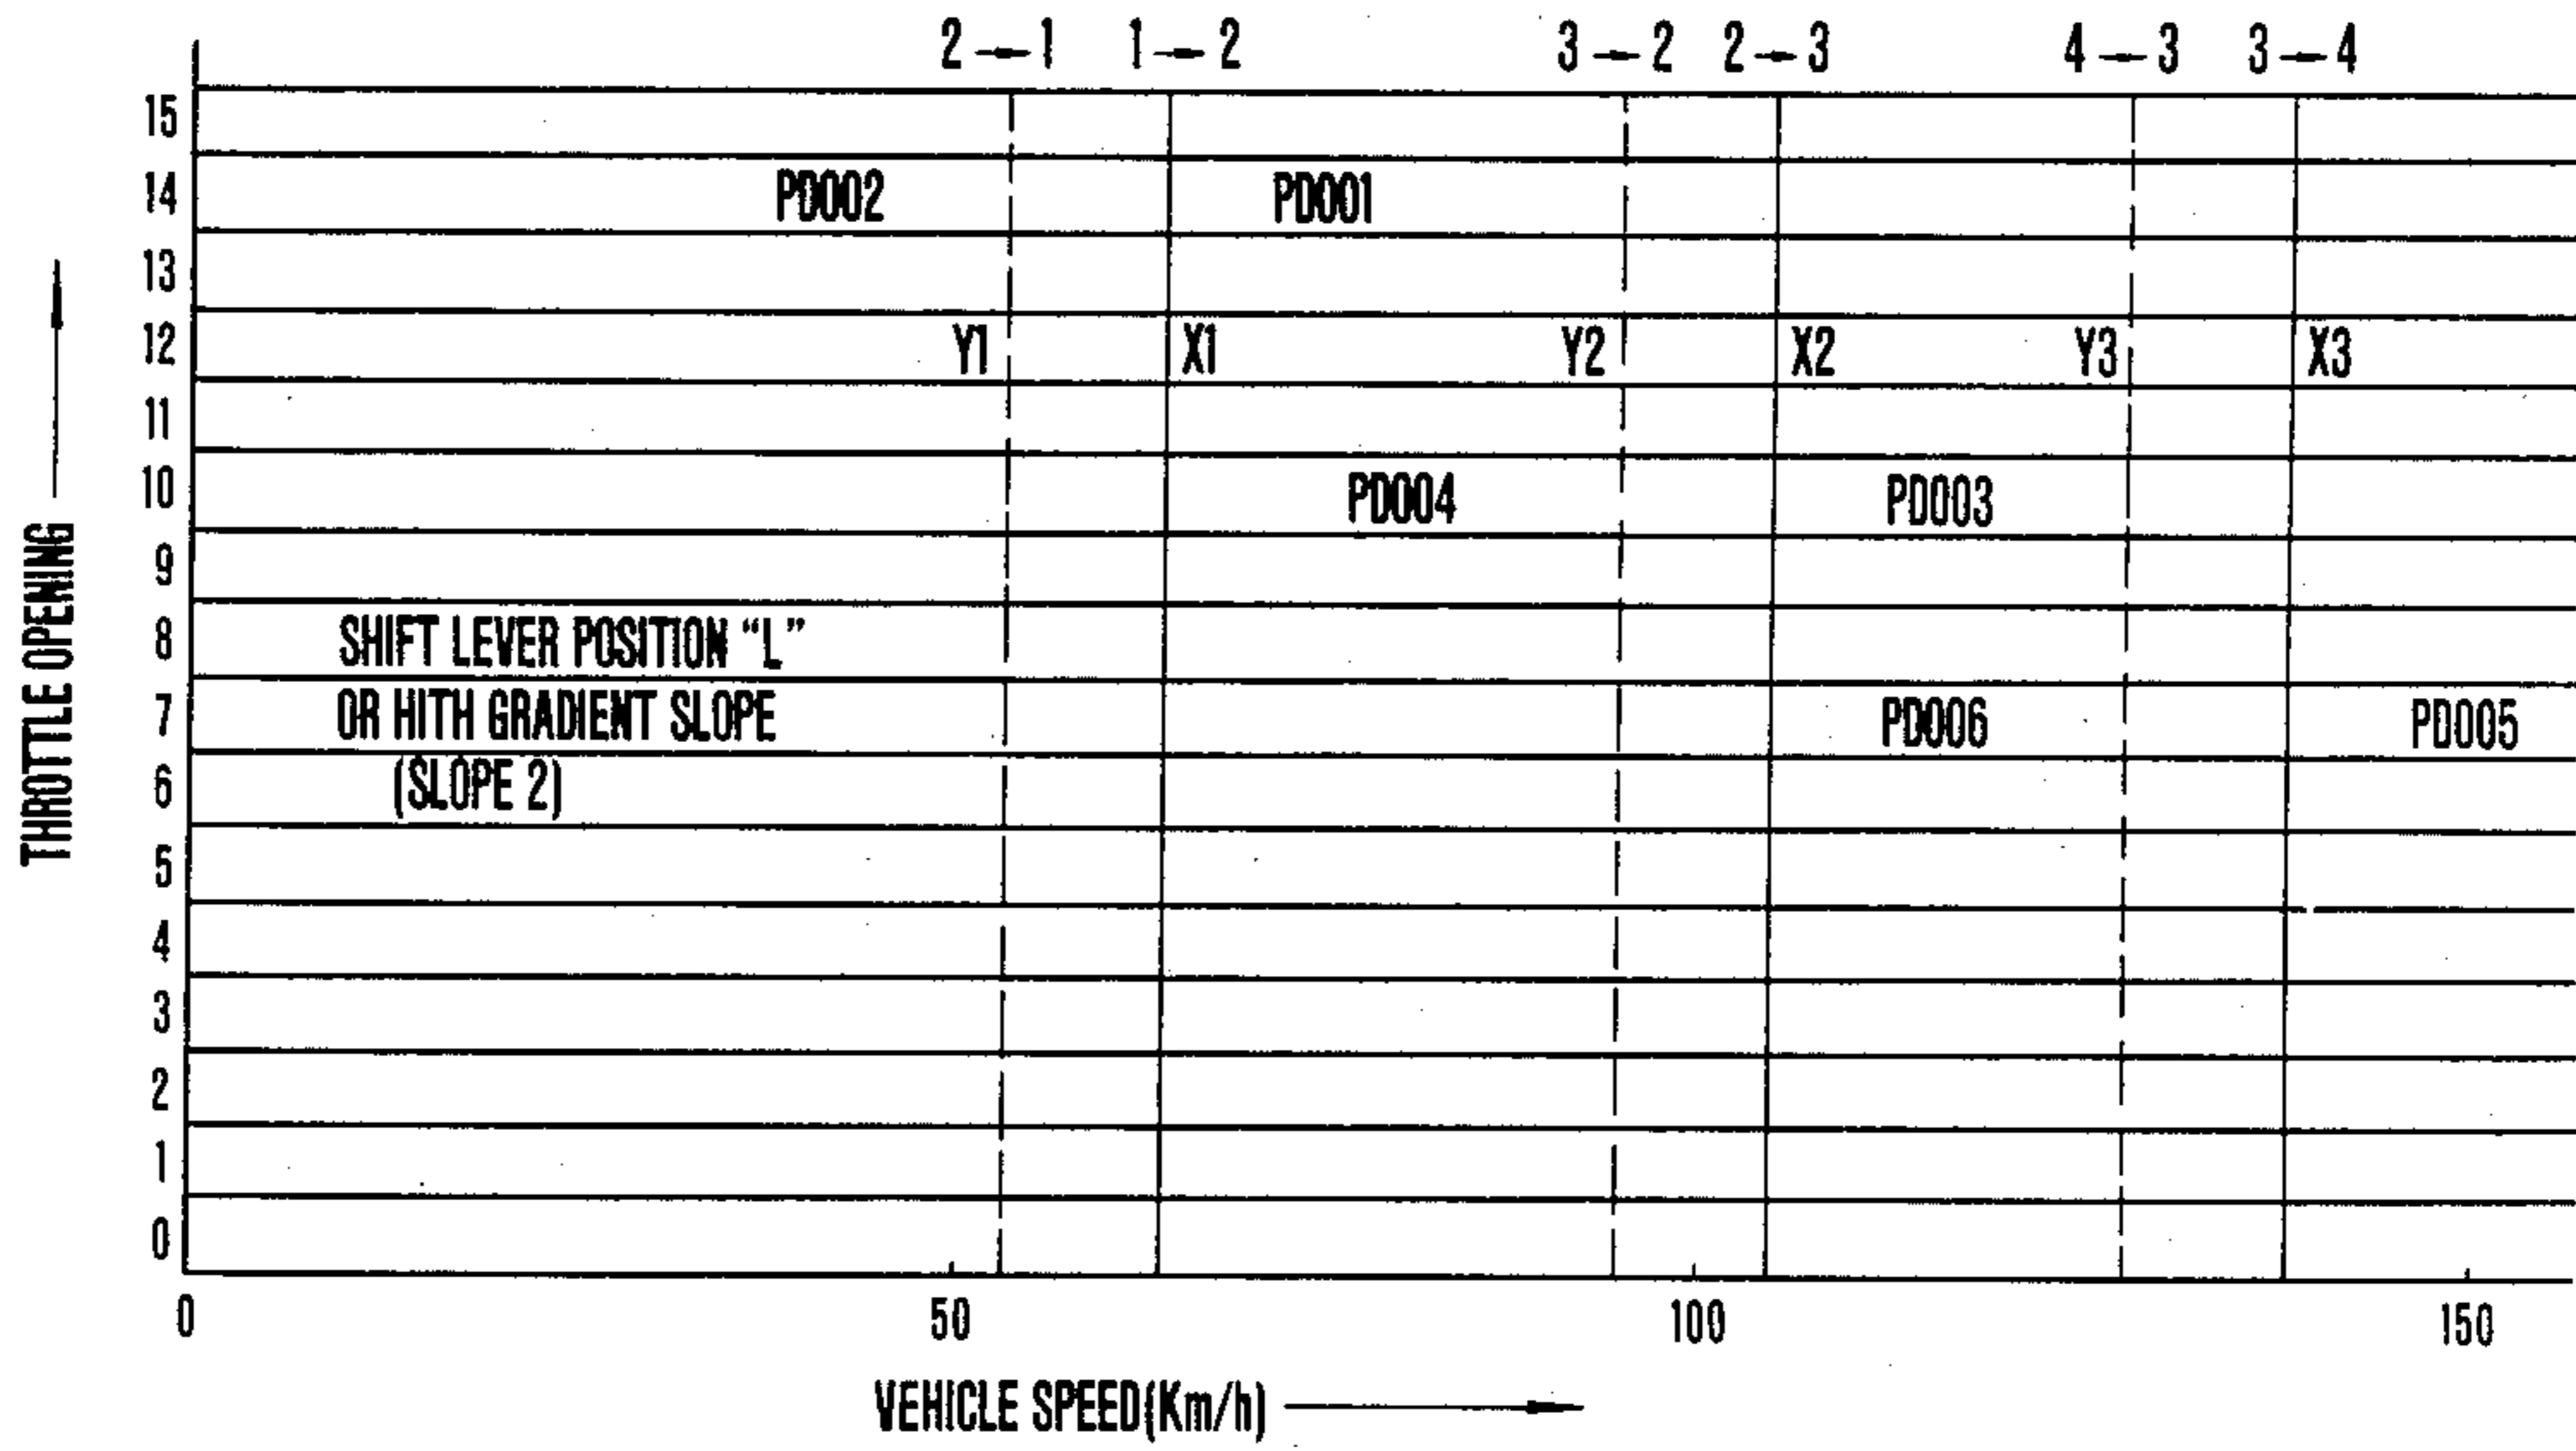 2→1 1→2 3→2 2→3 4→3 3→4
15
14 PD002 PD001
13
12 Y1 X1 Y2 X2 Y3 X3
11
10 PD004 PD003
9
8 SHIFT LEVER POSITION “L”
7 OR HITH GRADIENT SLOPE PD006 PD005
6 (SLOPE 2)
5
4
3
2
1
0
0 50 100 150
VEHICLE SPEED(Km/h)
THROTTLE OPENING